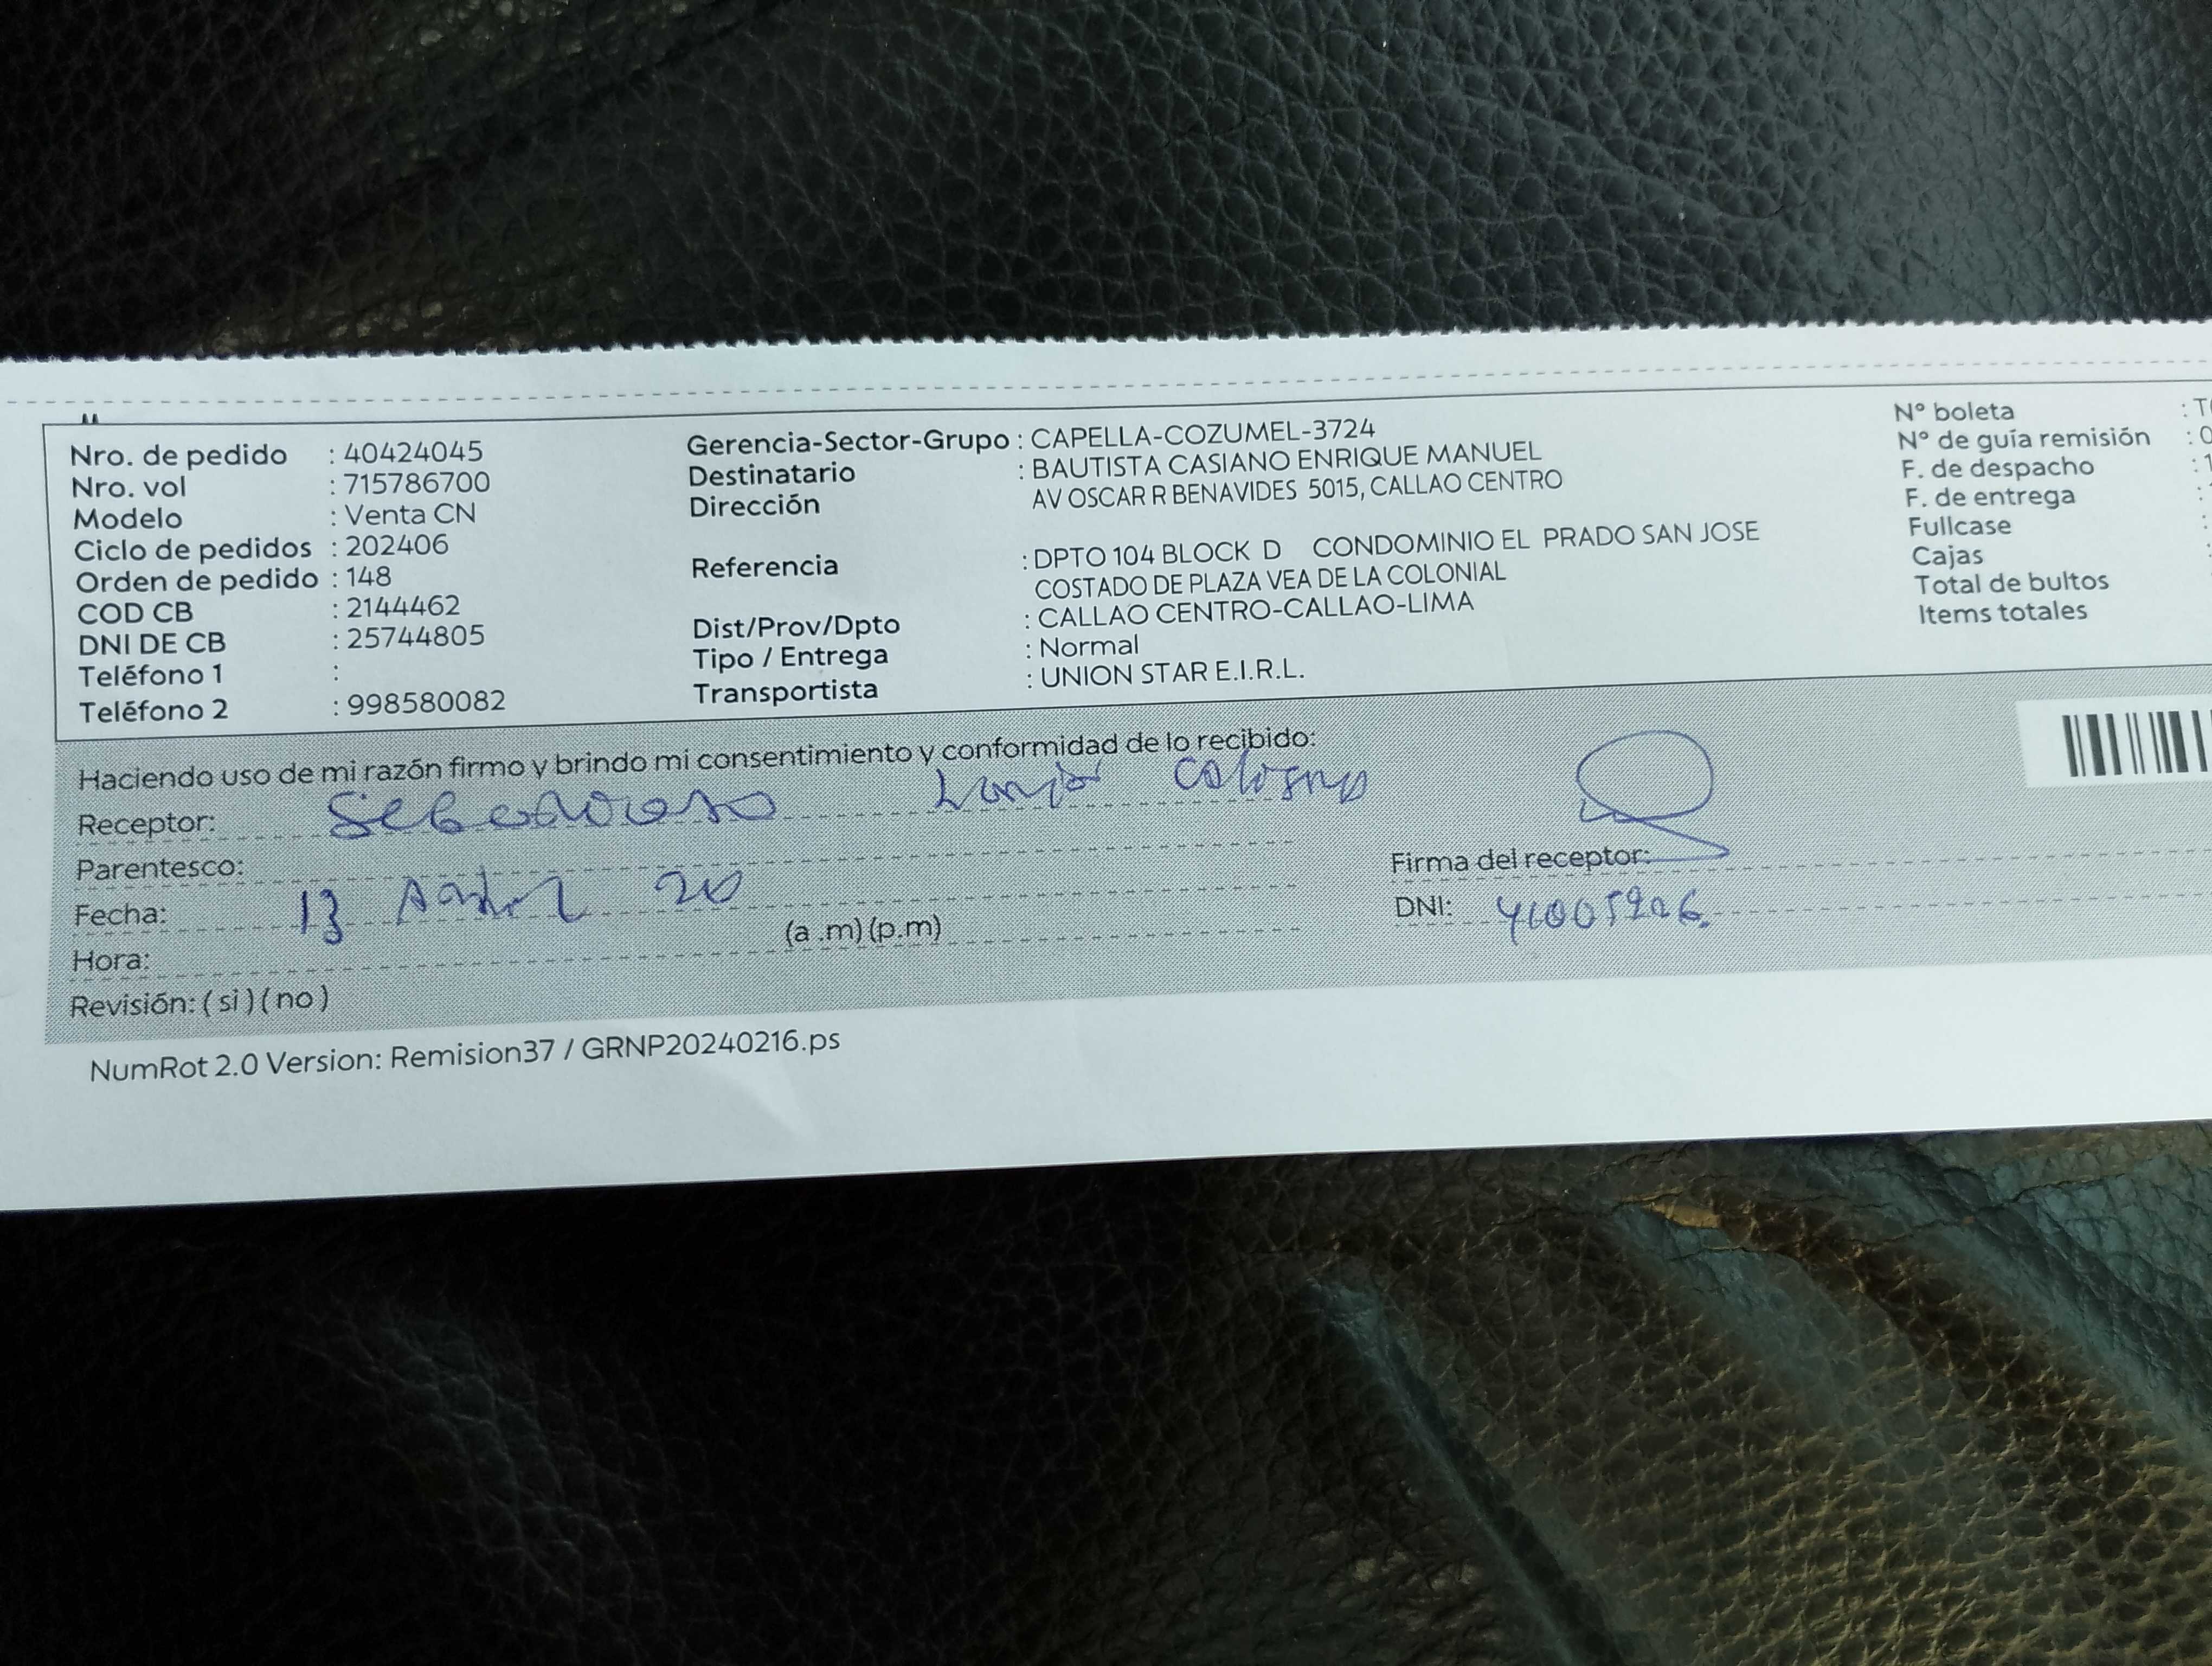 Nro. de pedido : 40424045
Nro. vol : 715786700
Modelo : Venta CN
Ciclo de pedidos : 202406
Orden de pedido : 148
COD CB : 2144462
DNI DE CB : 25744805
Teléfono 1 :
Teléfono 2 : 998580082
Gerencia-Sector-Grupo : CAPELLA-COZUMEL-3724
Destinatario : BAUTISTA CASIANO ENRIQUE MANUEL
Dirección AV OSCAR R BENAVIDES 5015, CALLAO CENTRO
Referencia : DPTO 104 BLOCK D CONDOMINIO EL PRADO SAN JOSE
COSTADO DE PLAZA VEA DE LA COLONIAL
Dist/Prov/Dpto : CALLAO CENTRO-CALLAO-LIMA
Tipo / Entrega : Normal
Transportista : UNION STAR E.I.R.L.
N° boleta :
N° de guía remisión :
F. de despacho :
F. de entrega :
Fullcase :
Cajas :
Total de bultos
Items totales
Haciendo uso de mi razón firmo y brindo mi consentimiento y conformidad de lo recibido:
Receptor:
Parentesco:
Fecha: 13 20
Hora: (a .m) (p.m)
Revisión: ( si ) ( no )
Firma del receptor:
DNI:
NumRot 2.0 Version: Remision37 / GRNP20240216.ps